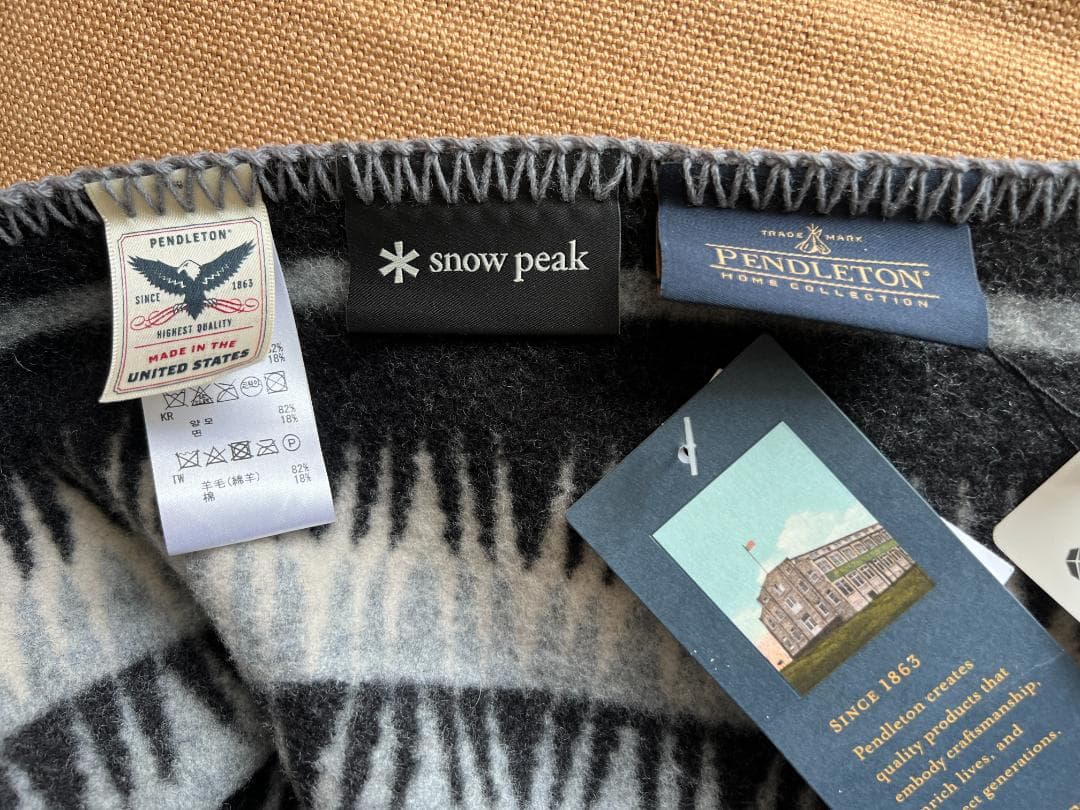 PENDLETON®
SINCE 1863
HIGHEST QUALITY
MADE IN THE
UNITED STATES
82%
18%
KR
양모 82%
면 18%
P
TW
羊毛(綿羊) 82%
棉 18%
snow peak
TRADE MARK
PENDLETON®
HOME COLLECTION
SINCE 1863
Pendleton creates
quality products that
embody craftsmanship,
lives, and
generations.